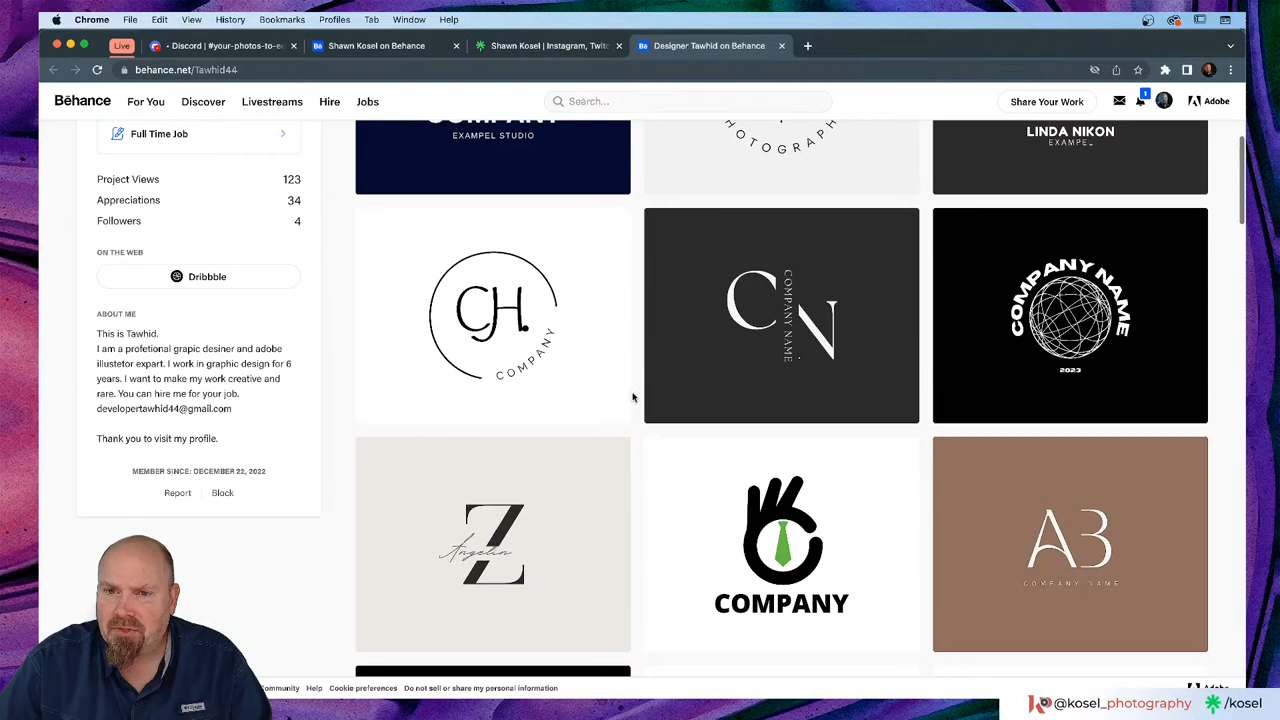 Chrome File Edit View History Bookmarks Profiles Tab Window Help
Live • Discord | #your-photos-to-e Shawn Kosel on Behance Shawn Kosel | Instagram, Twitc Designer Tawhid on Behance
behance.net/Tawhid44
Bēhance For You Discover Livestreams Hire Jobs Search... Share Your Work 1 Adobe
Full Time Job
Project Views 123
Appreciations 34
Followers 4
ON THE WEB
Dribbble
ABOUT ME
This is Tawhid.
I am a profetional grapic desiner and adobe
illustetor expart. I work in graphic design for 6
years. I want to make my work creative and
rare. You can hire me for your job.
developertawhid44@gmail.com
Thank you to visit my profile.
MEMBER SINCE: DECEMBER 22, 2022
Report Block
COMPANY
EXAMPEL STUDIO
LINDA NIKON
CH.
COMPANY
CN
COMPANY NAME
COMPANY NAME
2023
Z
Angelin
COMPANY
AB
COMPANY NAME
Community Help Cookie preferences Do not sell or share my personal information Adobe
@kosel_photography /kosel